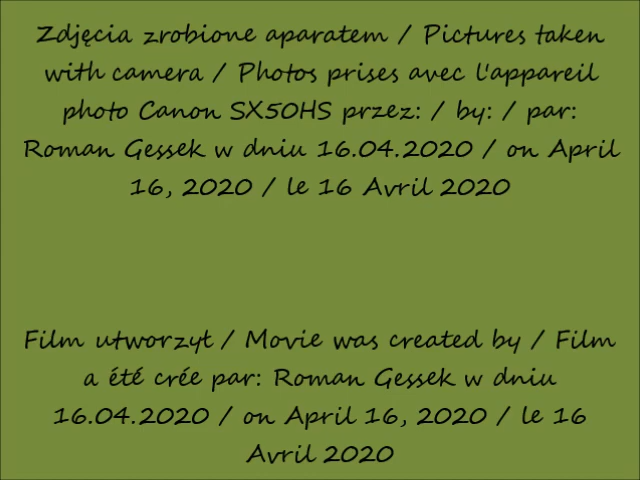 Zdjęcia zrobione aparatem / Pictures taken
with camera / Photos prises avec l'appareil
photo Canon SX50HS przez: / by: / par:
Roman Gessek w dniu 16.04.2020 / on April
16, 2020 / le 16 Avril 2020
Film utworzył / Movie was created by / Film
a été crée par: Roman Gessek w dniu
16.04.2020 / on April 16, 2020 / le 16
Avril 2020